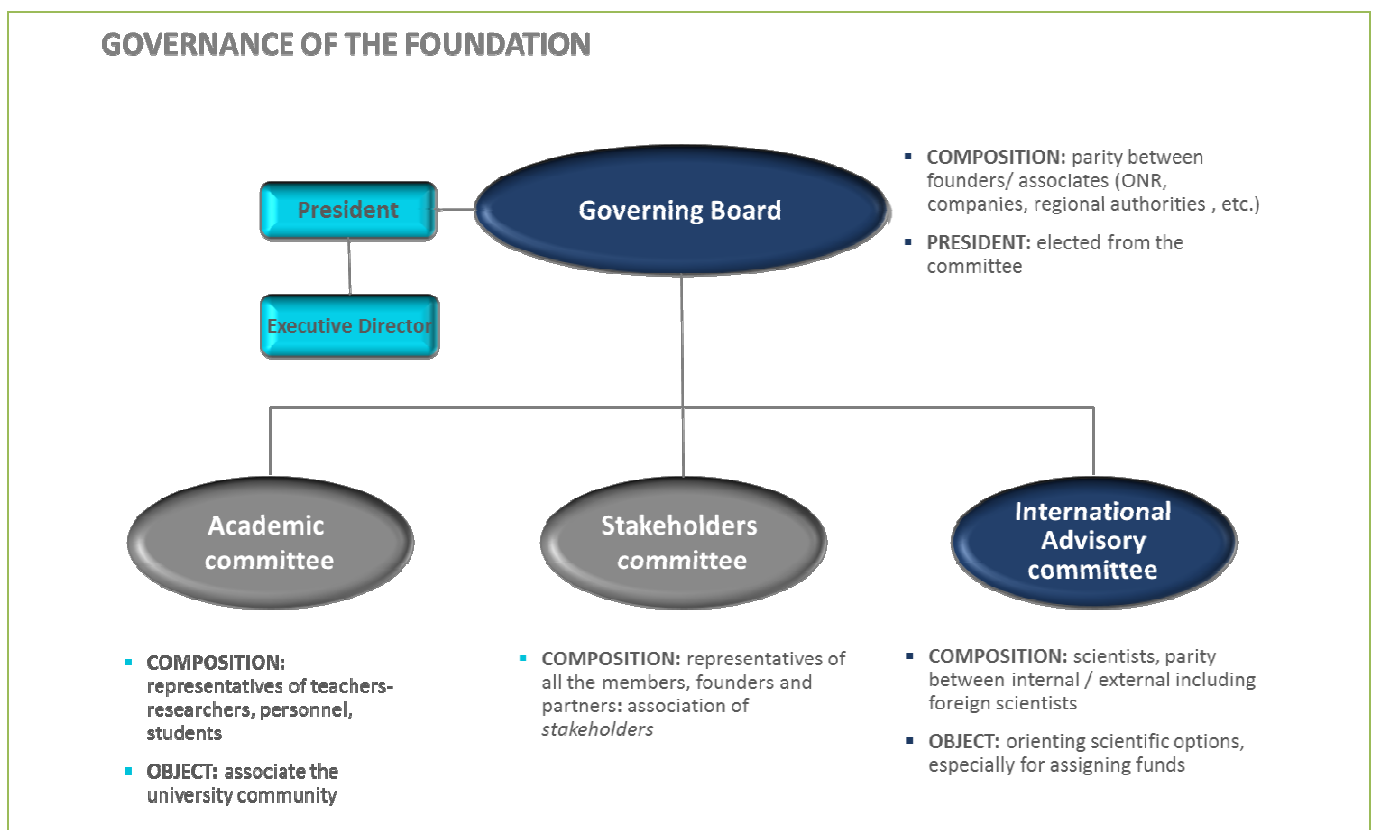 GOVERNANCE OF THE FOUNDATION
President
Executive Director
Governing Board
▪ COMPOSITION: parity between
founders/ associates (ONR,
companies, regional authorities , etc.)
▪ PRESIDENT: elected from the
committee
Academic
committee
▪ COMPOSITION:
representatives of teachers-
researchers, personnel,
students
▪ OBJECT: associate the
university community
Stakeholders
committee
▪ COMPOSITION: representatives of
all the members, founders and
partners: association of
stakeholders
International
Advisory
committee
▪ COMPOSITION: scientists, parity
between internal / external including
foreign scientists
▪ OBJECT: orienting scientific options,
especially for assigning funds